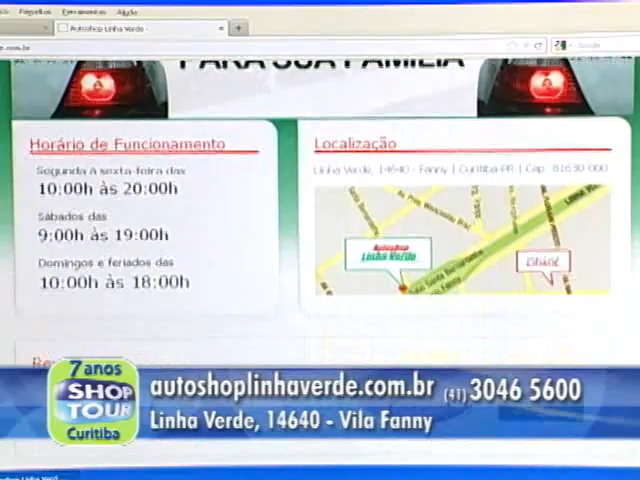 Favoritos Ferramentas Ajuda
Autoshop Linha Verde -
Google
PARA SUA FAMÍLIA
Horário de Funcionamento
Segunda à sexta-feira das
10:00h às 20:00h
Sábados das
9:00h às 19:00h
Domingos e feriados das
10:00h às 18:00h
Localização
Linha Verde, 14640 - Fanny | Curitiba-PR | Cep 81630-000
Autoshop
Linha Verde
7 anos
SHOP
TOUR
Curitiba
autoshoplinhaverde.com.br (41) 3046 5600
Linha Verde, 14640 - Vila Fanny